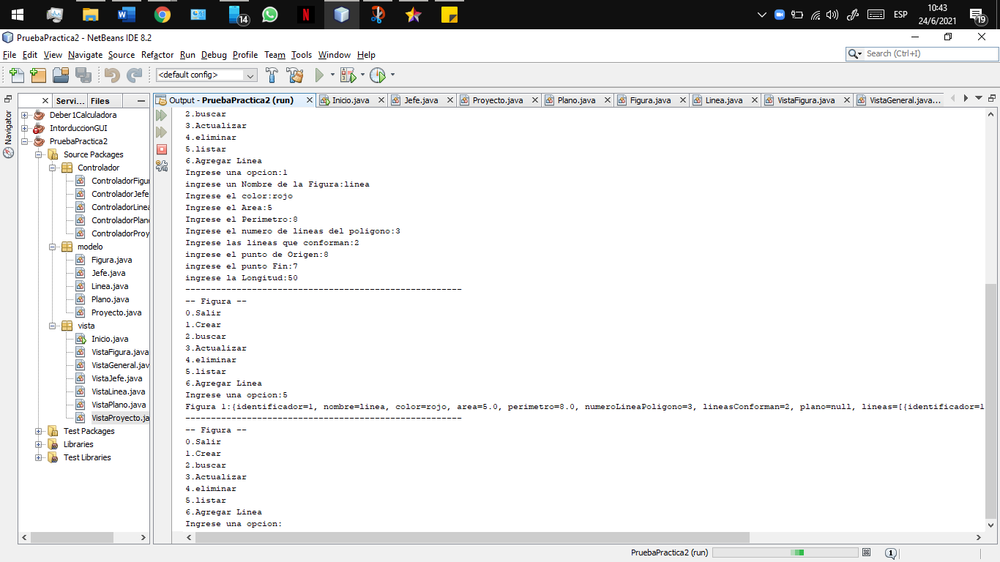 14
ESP
10:43
24/6/2021
19
PruebaPractica2 - NetBeans IDE 8.2
File Edit View Navigate Source Refactor Run Debug Profile Team Tools Window Help
Search (Ctrl+I)
<default config>
Navigator
Servi... Files
Deber1Calculadora
IntorduccionGUI
PruebaPractica2
Source Packages
Controlador
ControladorFigur
ControladorJefe
ControladorLinea
ControladorPlano
ControladorProy
modelo
Figura.java
Jefe.java
Linea.java
Plano.java
Proyecto.java
vista
Inicio.java
VistaFigura.java
VistaGeneral.jav
VistaJefe.java
VistaLinea.java
VistaPlano.java
VistaProyecto.ja
Test Packages
Libraries
Test Libraries
Output - PruebaPractica2 (run) Inicio.java Jefe.java Proyecto.java Plano.java Figura.java Linea.java VistaFigura.java VistaGeneral.java...
2.buscar
3.Actualizar
4.eliminar
5.listar
6.Agregar Linea
Ingrese una opcion:1
ingrese un Nombre de la Figura:linea
Ingrese el color:rojo
Ingrese el Area:5
Ingrese el Perimetro:8
Ingrese el numero de lineas del poligono:3
Ingrese las lineas que conforman:2
ingrese el punto de Origen:8
ingrese el punto Fin:7
ingrese la Longitud:50
------------------------------------------------------
-- Figura --
0.Salir
1.Crear
2.buscar
3.Actualizar
4.eliminar
5.listar
6.Agregar Linea
Ingrese una opcion:5
Figura 1:{identificador=1, nombre=linea, color=rojo, area=5.0, perimetro=8.0, numeroLineaPoligono=3, lineasConforman=2, plano=null, lineas=[{identificador=1
------------------------------------------------------
-- Figura --
0.Salir
1.Crear
2.buscar
3.Actualizar
4.eliminar
5.listar
6.Agregar Linea
Ingrese una opcion:
PruebaPractica2 (run)
1